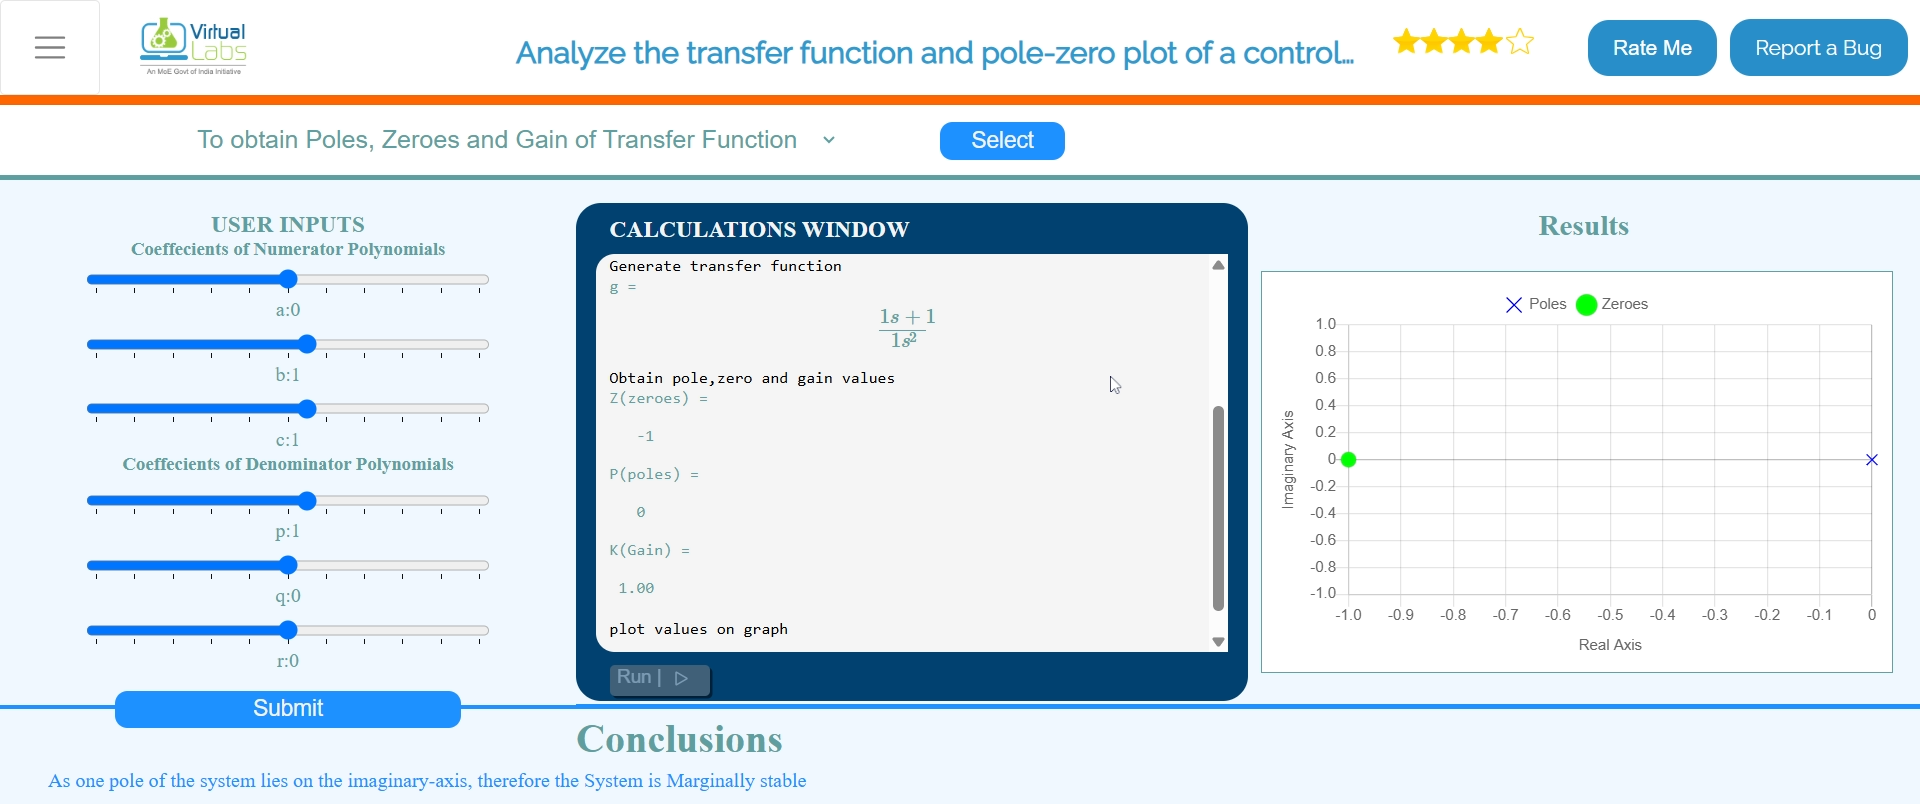 Virtual
Labs
An MoE Govt of India Initiative
Analyze the transfer function and pole-zero plot of a control...
Rate Me
Report a Bug
To obtain Poles, Zeroes and Gain of Transfer Function
Select
USER INPUTS
Coeffecients of Numerator Polynomials
a:0
b:1
c:1
Coeffecients of Denominator Polynomials
p:1
q:0
r:0
Submit
CALCULATIONS WINDOW
Generate transfer function
g =
1s + 1
1s²
Obtain pole,zero and gain values
Z(zeroes) =
-1
P(poles) =
0
K(Gain) =
1.00
plot values on graph
Run |
Results
Poles Zeroes
1.0
0.8
0.6
0.4
0.2
0
-0.2
-0.4
-0.6
-0.8
-1.0
Imaginary Axis
-1.0 -0.9 -0.8 -0.7 -0.6 -0.5 -0.4 -0.3 -0.2 -0.1 0
Real Axis
Conclusions
As one pole of the system lies on the imaginary-axis, therefore the System is Marginally stable